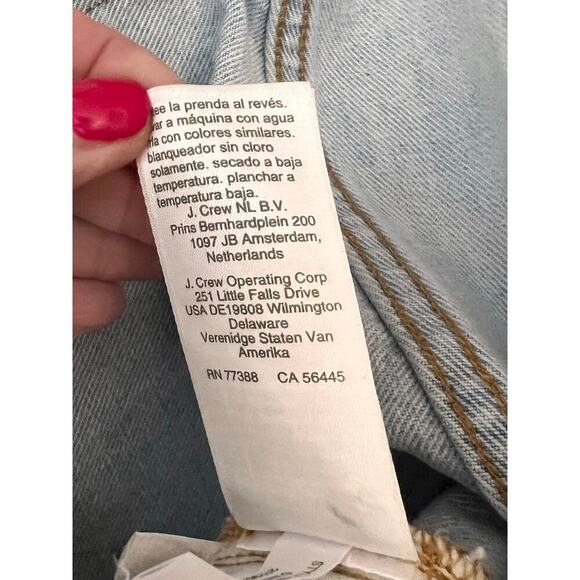 la prenda al revés.
a máquina con agua
con colores similares.
blanqueador sin cloro
solamente. secado a baja
temperatura. planchar a
temperatura baja.
J. Crew NL B.V.
Prins Bernhardplein 200
1097 JB Amsterdam,
Netherlands
J. Crew Operating Corp
251 Little Falls Drive
USA DE19808 Wilmington
Delaware
Verenidge Staten Van
Amerika
RN 77388 CA 56445